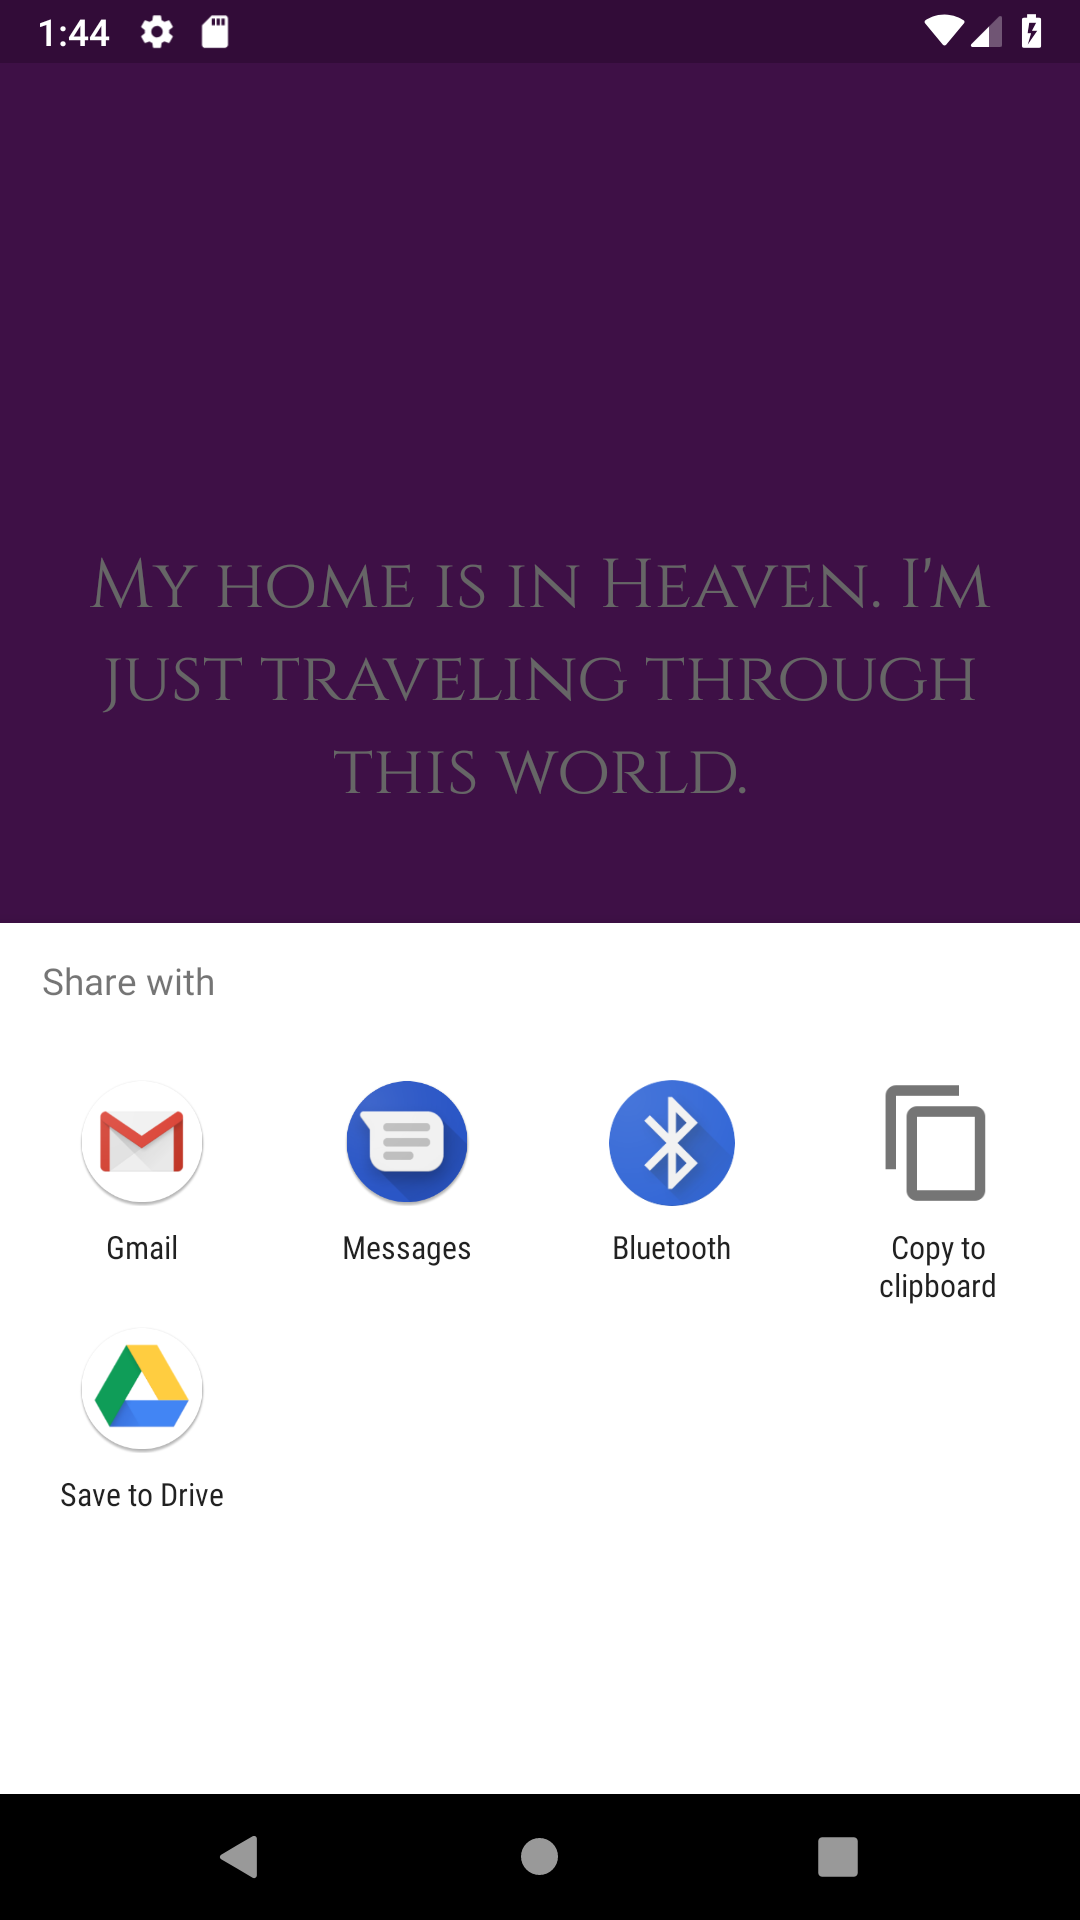 1:44
My home is in Heaven. I'm
just traveling through
this world.
Share with
Gmail
Messages
Bluetooth
Copy to
clipboard
Save to Drive